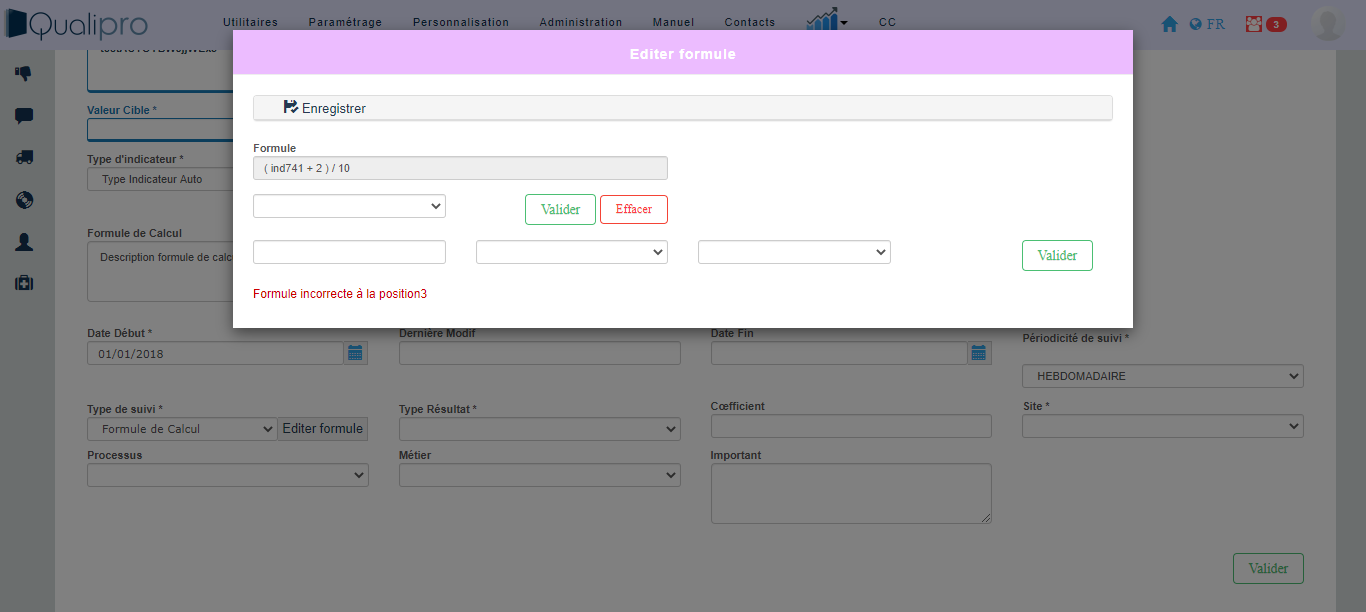 Qualipro
Utilitaires Paramétrage Personnalisation Administration Manuel Contacts CC
FR 3
Editer formule
Enregistrer
Valeur Cible *
Formule
Type d'indicateur *
( ind741 + 2 ) / 10
Type Indicateur Auto
Valider Effacer
Formule de Calcul
Description formule de calc
Valider
Formule incorrecte à la position3
Date Début * Dernière Modif Date Fin Périodicité de suivi *
01/01/2018
HEBDOMADAIRE
Type de suivi * Type Résultat * Cœfficient Site *
Formule de Calcul Editer formule
Processus Métier Important
Valider